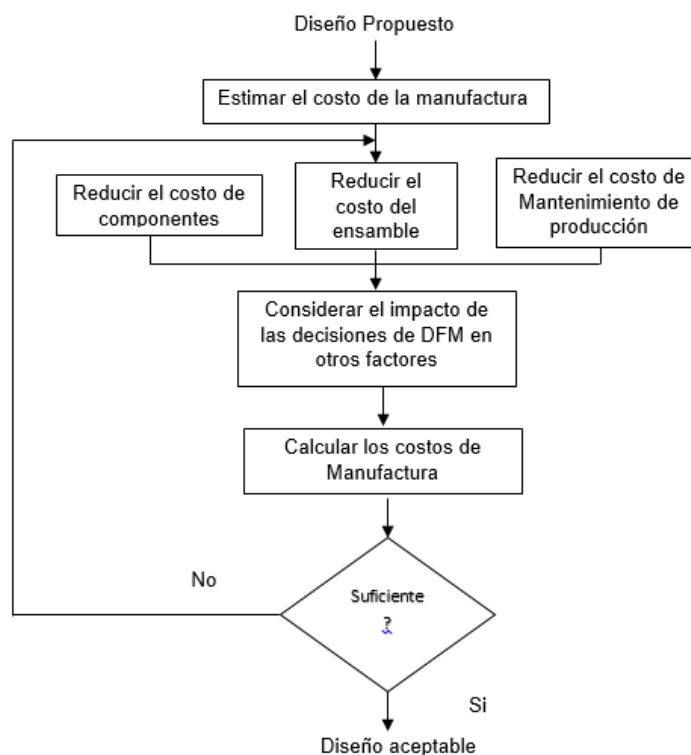 Diseño Propuesto
Estimar el costo de la manufactura
Reducir el costo de
componentes
Reducir el
costo del
ensamble
Reducir el costo de
Mantenimiento de
producción
Considerar el impacto de
las decisiones de DFM en
otros factores
Calcular los costos de
Manufactura
No
Suficiente
?
Si
Diseño aceptable